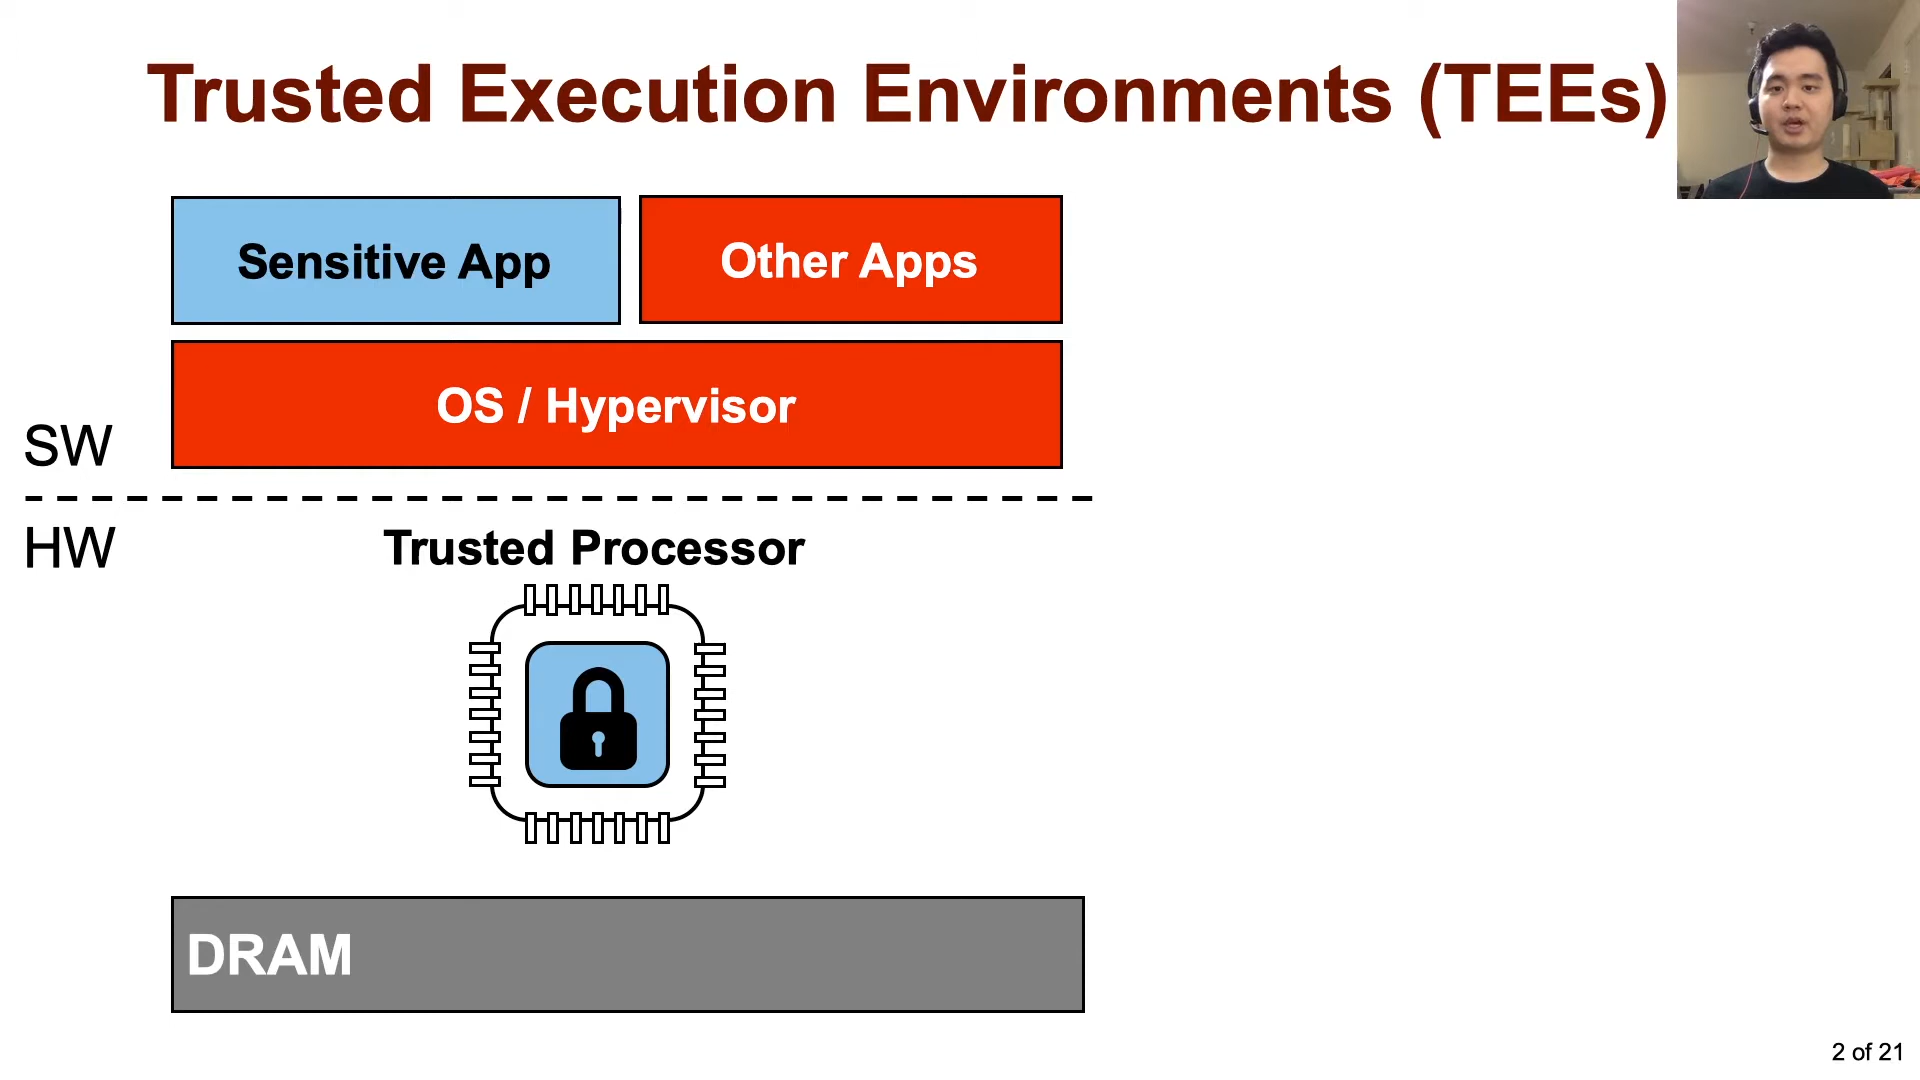 Trusted Execution Environments (TEEs)
Sensitive App
Other Apps
OS / Hypervisor
SW
HW
Trusted Processor
DRAM
2 of 21